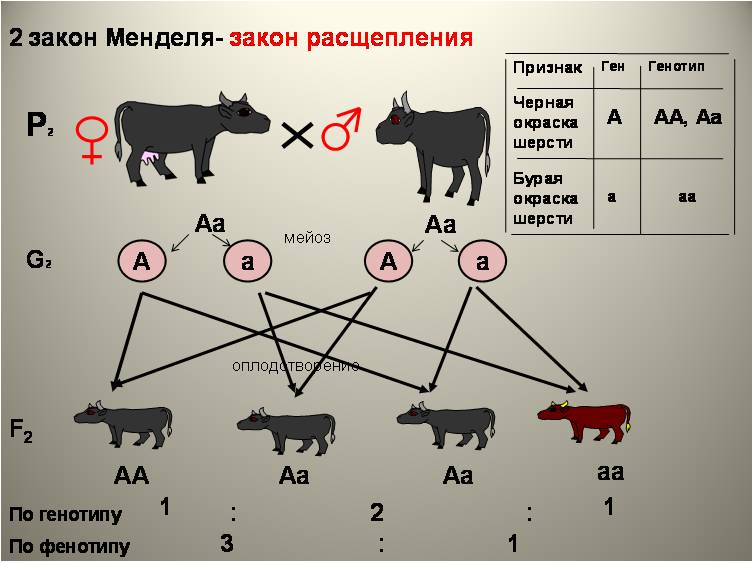 2 закон Менделя- закон расщепления
Признак Ген Генотип
Черная
окраска
шерсти
А АА, Аа
Бурая
окраска
шерсти
а аа
Р₂ ♀ × ♂
Аа Аа
мейоз
G₂ А а А а
оплодотворение
F₂
АА Аа Аа аа
По генотипу 1 : 2 : 1
По фенотипу 3 : 1